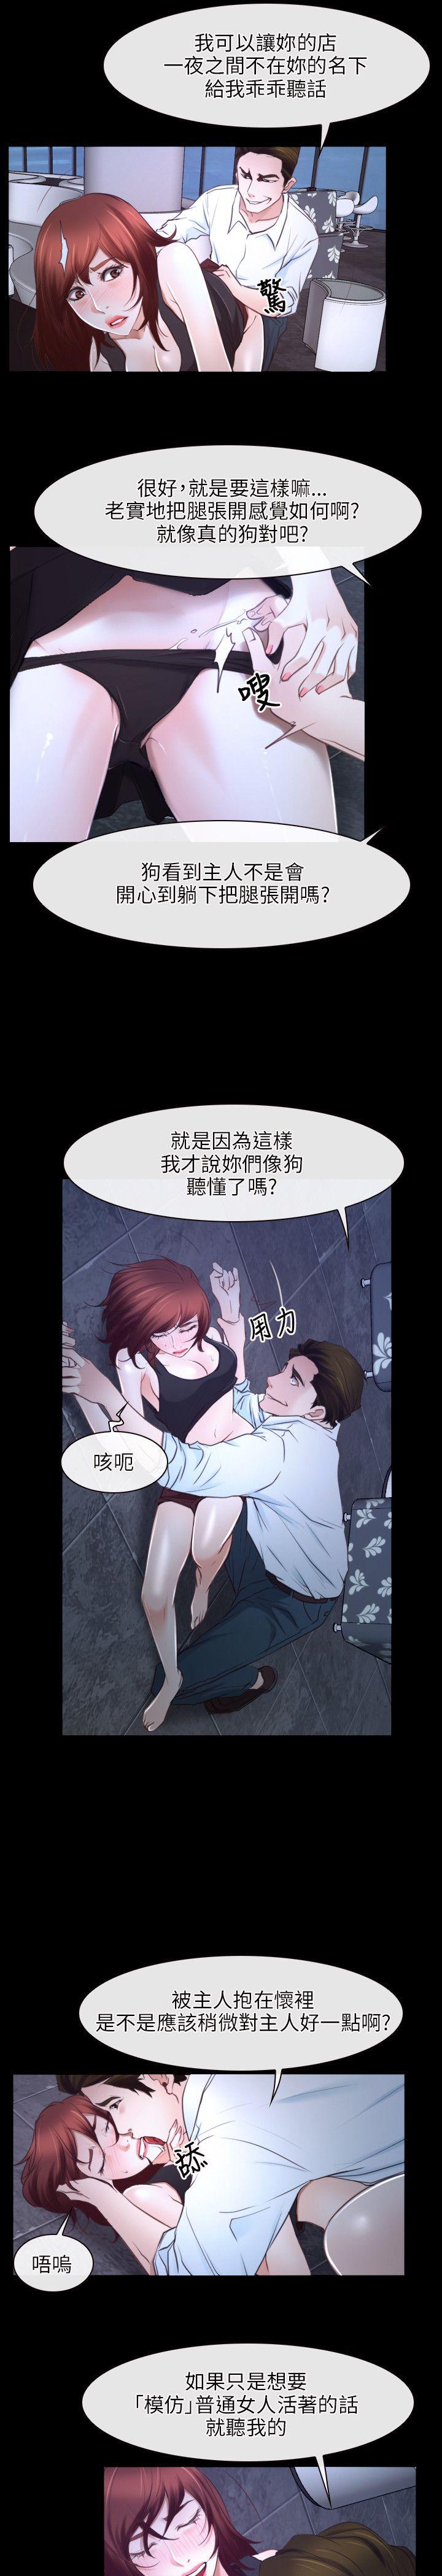 我可以讓妳的店
一夜之間不在妳的名下
給我乖乖聽話
驚
很好,就是要這樣嘛...
老實地把腿張開感覺如何啊?
就像真的狗對吧?
嗖
狗看到主人不是會
開心到躺下把腿張開嗎?
就是因為這樣
我才說妳們像狗
聽懂了嗎?
用力
咳呃
被主人抱在懷裡
是不是應該稍微對主人好一點啊?
舔
唔嗚
如果只是想要
「模仿」普通女人活著的話
就聽我的